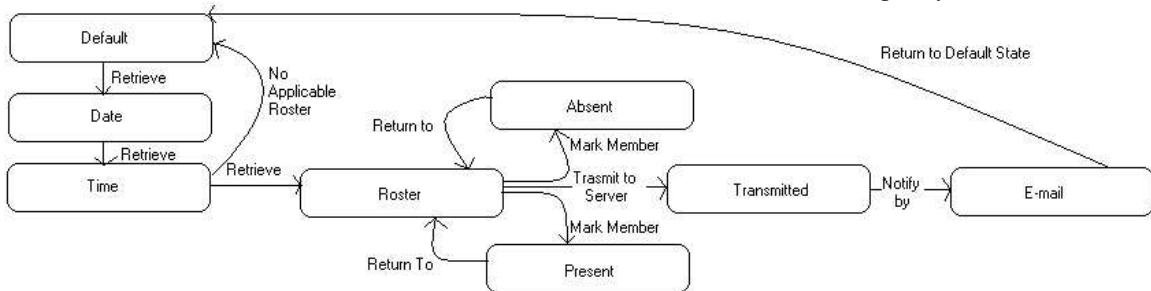 Default
Return to Default State
Retrieve
No
Applicable
Roster
Date
Absent
Return to
Retrieve
Mark Member
Time
Retrieve
Roster
Trasmit to
Server
Transmitted
Notify
by
E-mail
Mark Member
Return To
Present